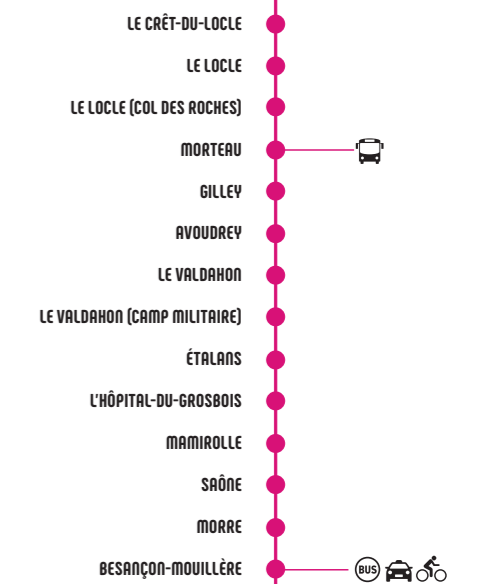 LE CRÊT-DU-LOCLE
LE LOCLE
LE LOCLE (COL DES ROCHES)
MORTEAU
GILLEY
AVOUDREY
LE VALDAHON
LE VALDAHON (CAMP MILITAIRE)
ÉTALANS
L'HÔPITAL-DU-GROSBOIS
MAMIROLLE
SAÔNE
MORRE
BESANÇON-MOUILLÈRE BUS